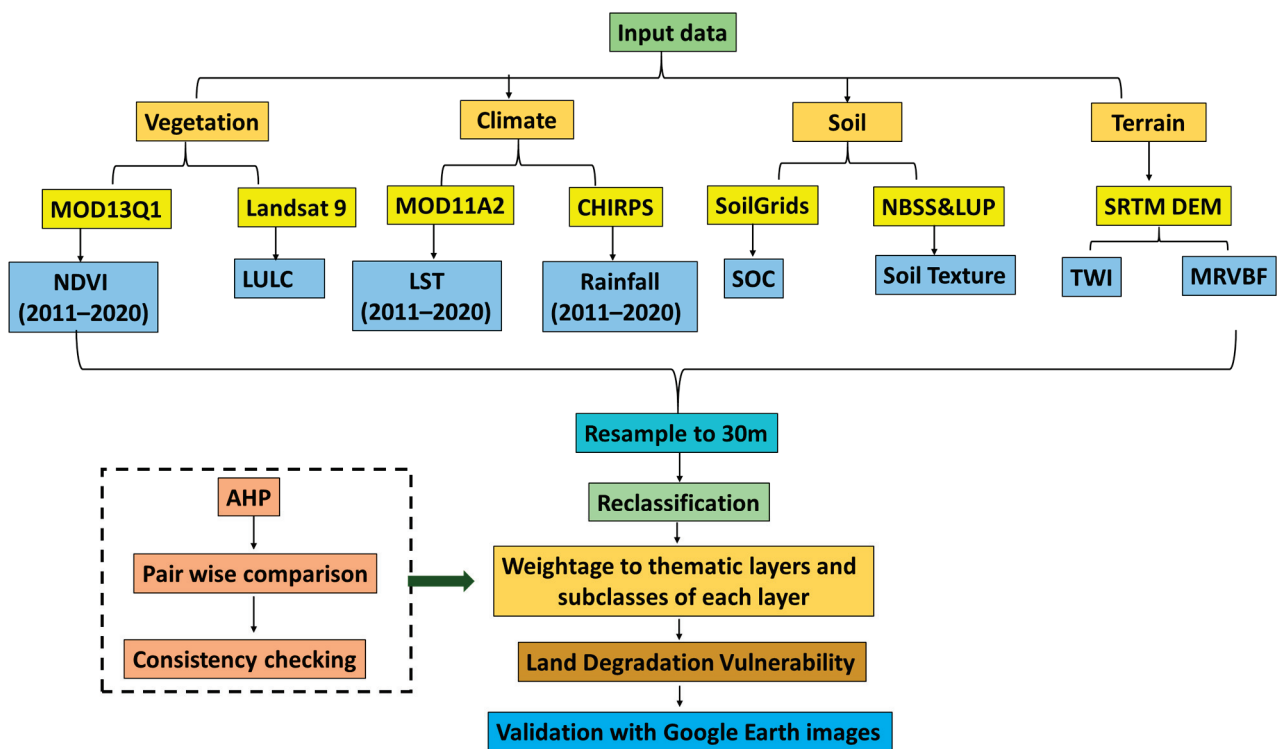 Input data
Vegetation
Climate
Soil
Terrain
MOD13Q1
Landsat 9
MOD11A2
CHIRPS
SoilGrids
NBSS&LUP
SRTM DEM
NDVI
(2011–2020)
LULC
LST
(2011–2020)
Rainfall
(2011–2020)
SOC
Soil Texture
TWI
MRVBF
Resample to 30m
Reclassification
AHP
Pair wise comparison
Consistency checking
Weightage to thematic layers and
subclasses of each layer
Land Degradation Vulnerability
Validation with Google Earth images